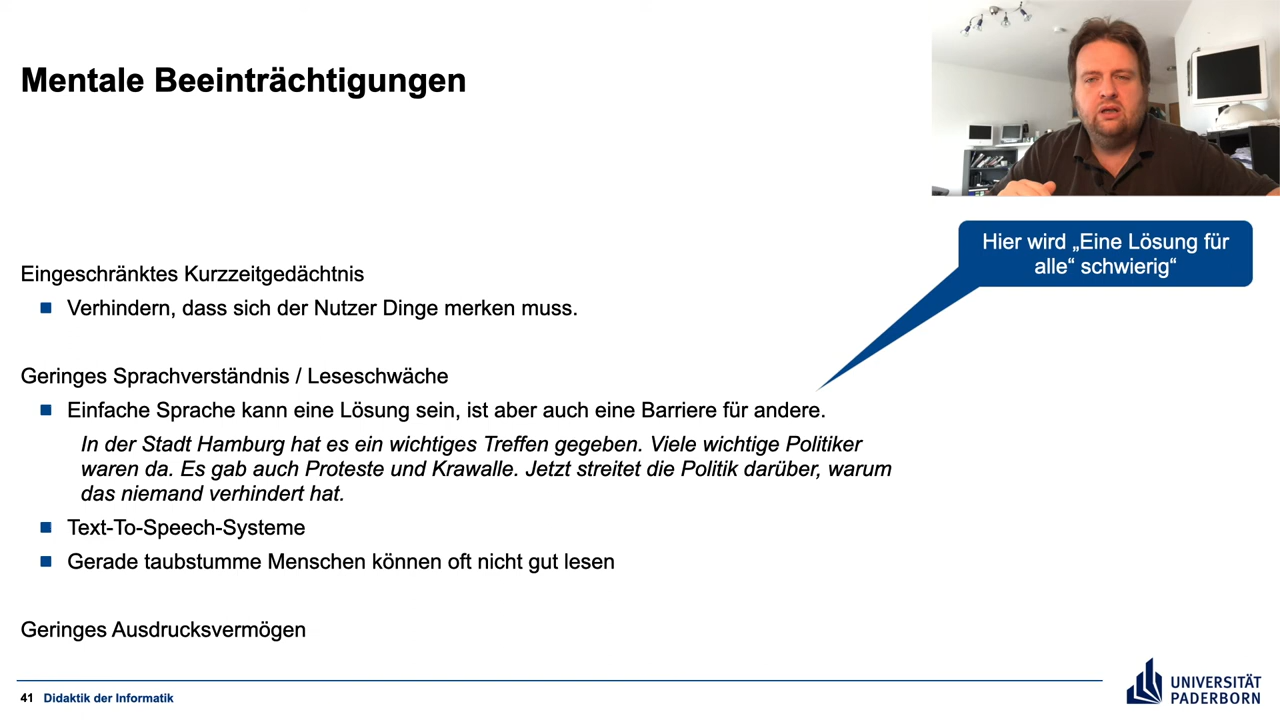 Mentale Beeinträchtigungen
Hier wird „Eine Lösung für
alle“ schwierig“
Eingeschränktes Kurzzeitgedächtnis
Verhindern, dass sich der Nutzer Dinge merken muss.
Geringes Sprachverständnis / Leseschwäche
Einfache Sprache kann eine Lösung sein, ist aber auch eine Barriere für andere.
In der Stadt Hamburg hat es ein wichtiges Treffen gegeben. Viele wichtige Politiker
waren da. Es gab auch Proteste und Krawalle. Jetzt streitet die Politik darüber, warum
das niemand verhindert hat.
Text-To-Speech-Systeme
Gerade taubstumme Menschen können oft nicht gut lesen
Geringes Ausdrucksvermögen
41 Didaktik der Informatik
UNIVERSITÄT
PADERBORN